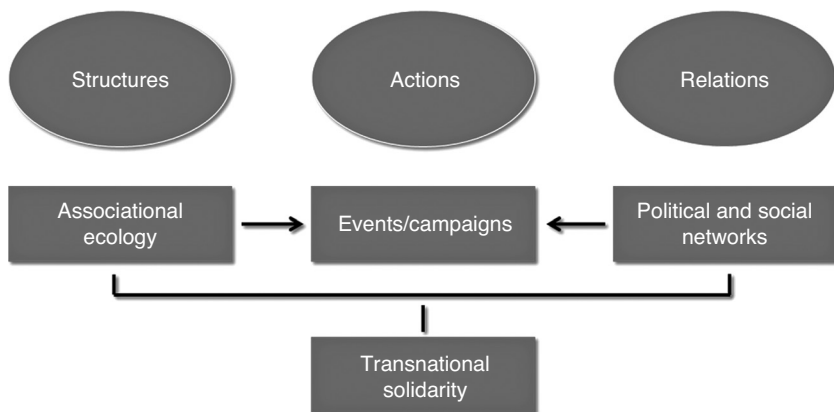 Structures
Actions
Relations
Associational
ecology
Events/campaigns
Political and social
networks
Transnational
solidarity